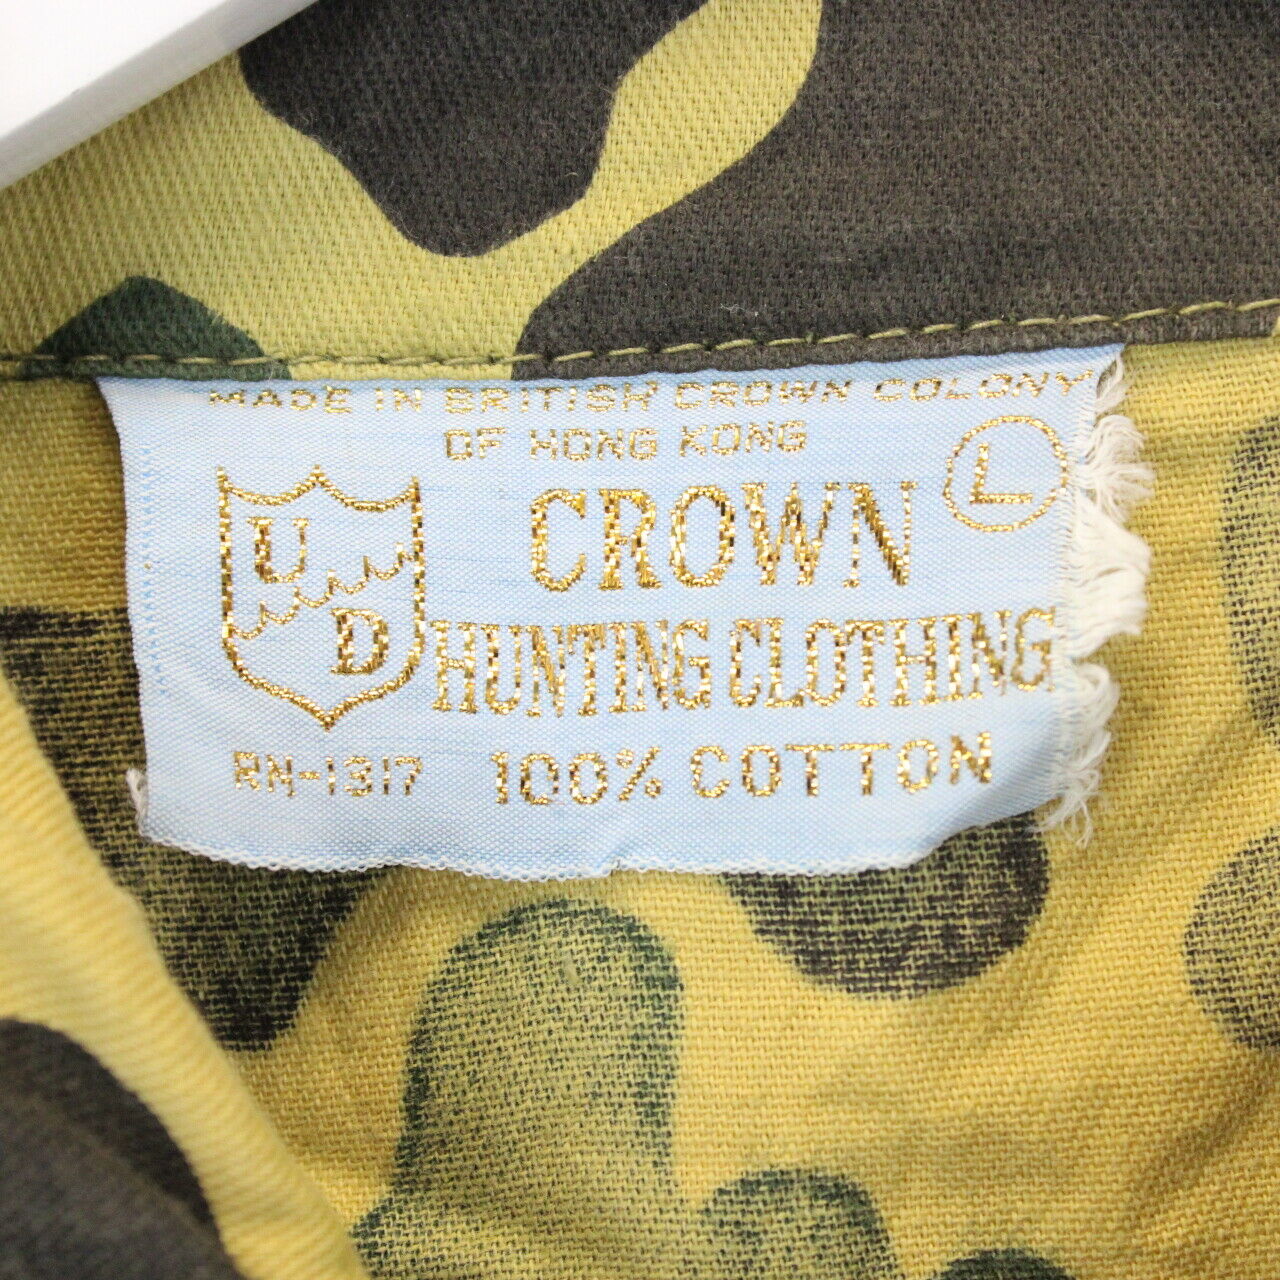 MADE IN BRITISH CROWN COLONY
OF HONG KONG
L
CROWN
U
D
HUNTING CLOTHING
RN-1317
100% COTTON